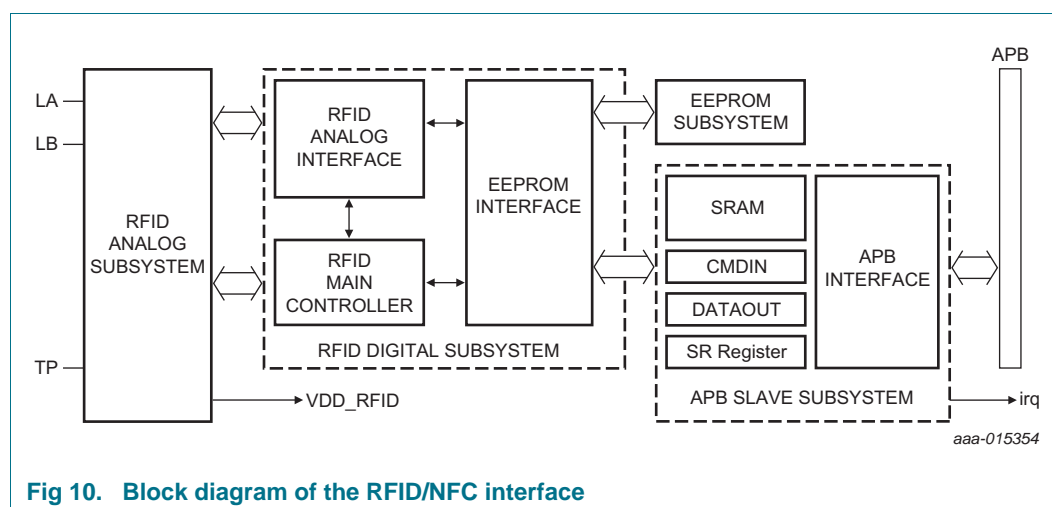 APB
LA
LB
TP
RFID
ANALOG
SUBSYSTEM
RFID
ANALOG
INTERFACE
RFID
MAIN
CONTROLLER
EEPROM
INTERFACE
RFID DIGITAL SUBSYSTEM
EEPROM
SUBSYSTEM
SRAM
CMDIN
DATAOUT
SR Register
APB
INTERFACE
APB SLAVE SUBSYSTEM
VDD_RFID
irq
aaa-015354
Fig 10. Block diagram of the RFID/NFC interface